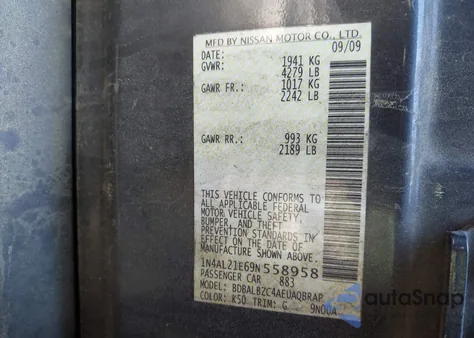 MFD BY NISSAN MOTOR CO., LTD.
DATE: 09/09
GVWR: 1941 KG
4279 LB
GAWR FR.: 1017 KG
2242 LB
GAWR RR.: 993 KG
2189 LB
THIS VEHICLE CONFORMS TO
ALL APPLICABLE FEDERAL
MOTOR VEHICLE SAFETY,
BUMPER, AND THEFT
PREVENTION STANDARDS IN
EFFECT ON THE DATE OF
MANUFACTURE SHOWN ABOVE.
1N4AL21E69N558958
PASSENGER CAR 883
MODEL: BDBALBZC4AEUAQBRAP
COLOR: K50 TRIM: G 9N00A
autoSnap